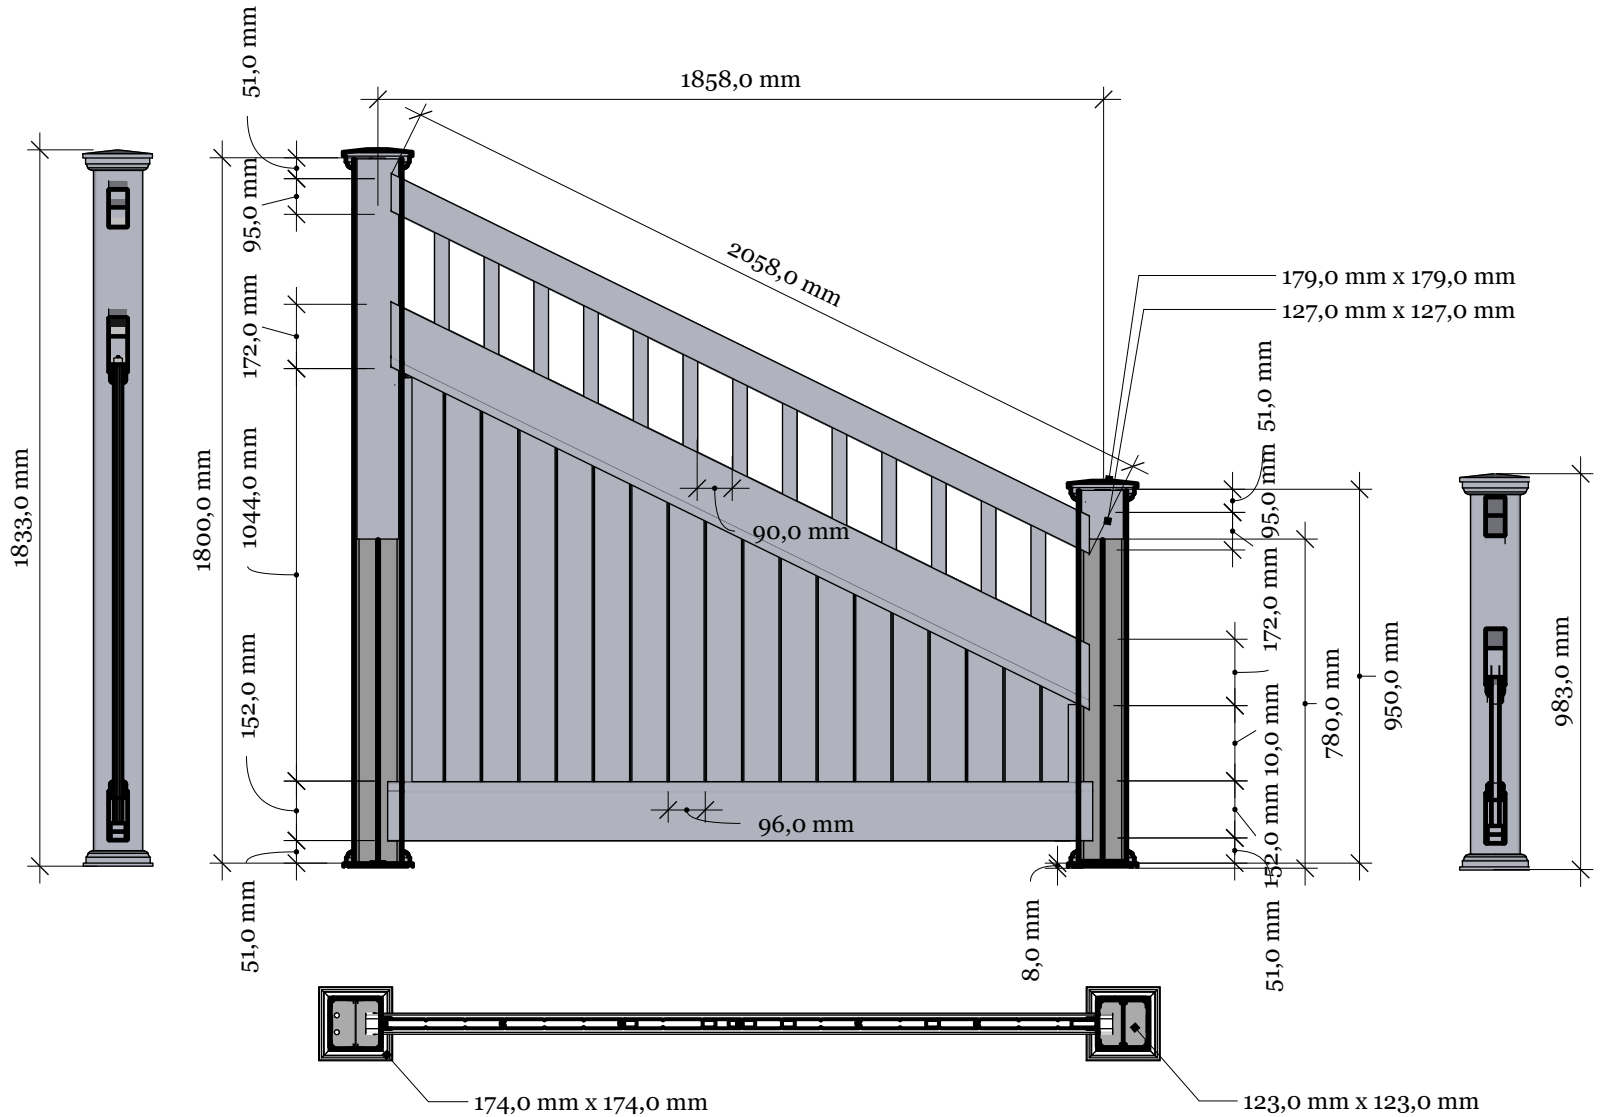 51,0 mm
1858,0 mm
95,0 mm
2058,0 mm
179,0 mm x 179,0 mm
127,0 mm x 127,0 mm
172,0 mm
51,0 mm
95,0 mm
1833,0 mm
1800,0 mm
1044,0 mm
90,0 mm
172,0 mm
152,0 mm
780,0 mm
950,0 mm
983,0 mm
10,0 mm
96,0 mm
152,0 mm
51,0 mm
8,0 mm
51,0 mm
174,0 mm x 174,0 mm
123,0 mm x 123,0 mm